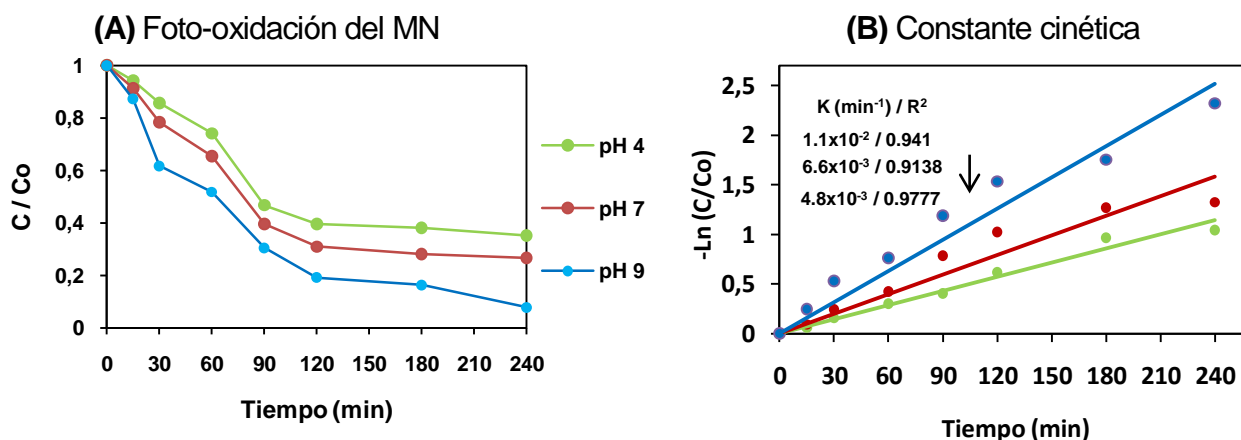 (A) Foto-oxidación del MN
C / Co
1
0,8
0,6
0,4
0,2
0
0 30 60 90 120 150 180 210 240
Tiempo (min)
pH 4
pH 7
pH 9
(B) Constante cinética
-Ln (C/Co)
2,5
2
1,5
1
0,5
0
K (min⁻¹) / R²
1.1x10⁻² / 0.941
6.6x10⁻³ / 0.9138
4.8x10⁻³ / 0.9777
0 30 60 90 120 150 180 210 240
Tiempo (min)